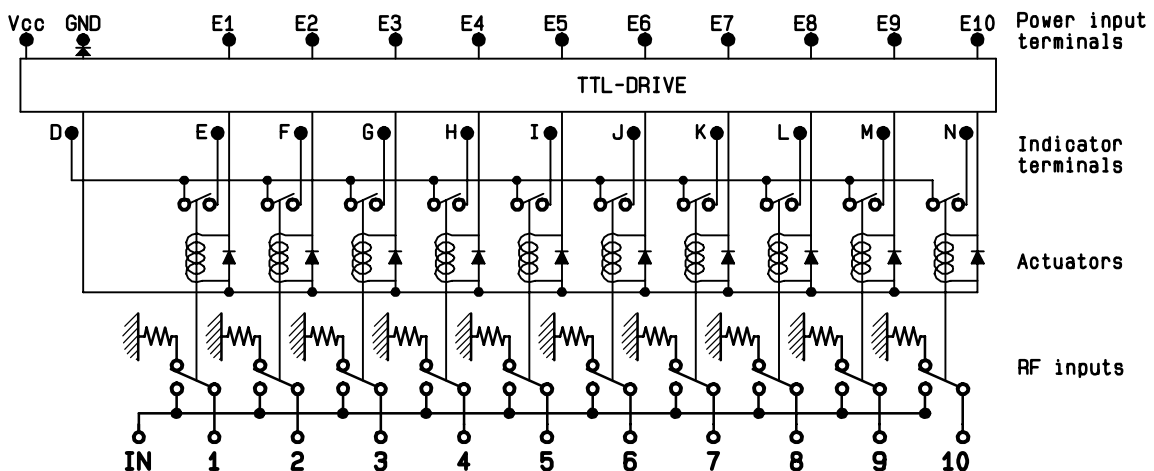 Vcc GND E1 E2 E3 E4 E5 E6 E7 E8 E9 E10 Power input
terminals
TTL-DRIVE
D E F G H I J K L M N
Indicator
terminals
Actuators
RF inputs
IN 1 2 3 4 5 6 7 8 9 10